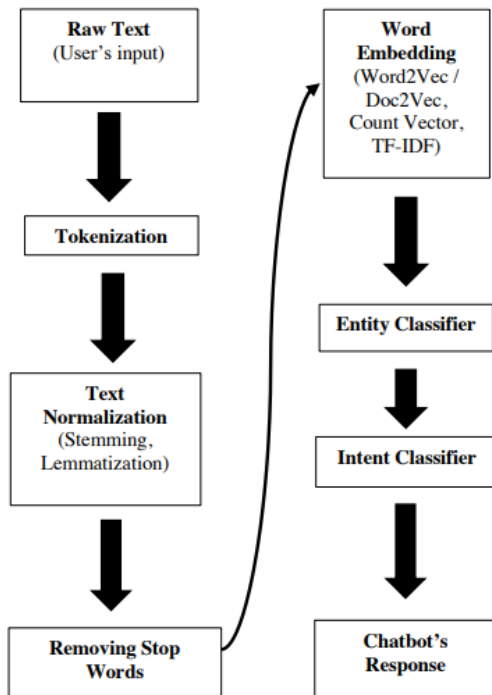 Raw Text
(User's input)
Tokenization
Text
Normalization
(Stemming,
Lemmatization)
Removing Stop
Words
Word
Embedding
(Word2Vec /
Doc2Vec,
Count Vector,
TF-IDF)
Entity Classifier
Intent Classifier
Chatbot's
Response